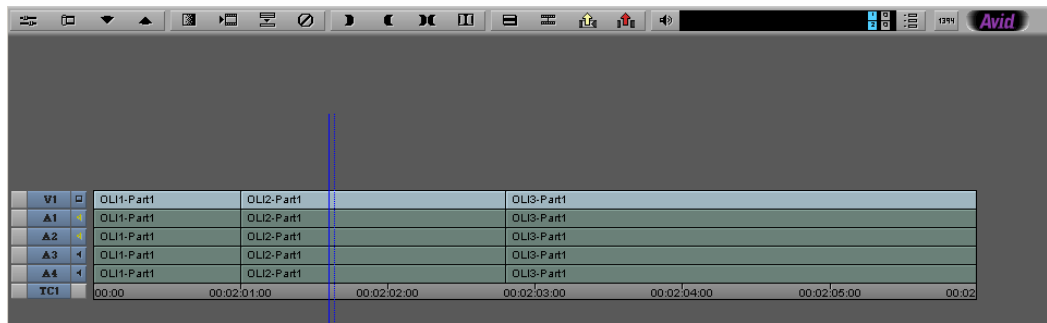 1394 Avid
V1 OLI1-Part1 OLI2-Part1 OLI3-Part1
A1 OLI1-Part1 OLI2-Part1 OLI3-Part1
A2 OLI1-Part1 OLI2-Part1 OLI3-Part1
A3 OLI1-Part1 OLI2-Part1 OLI3-Part1
A4 OLI1-Part1 OLI2-Part1 OLI3-Part1
TC1 00:00 00:02:01:00 00:02:02:00 00:02:03:00 00:02:04:00 00:02:05:00 00:02